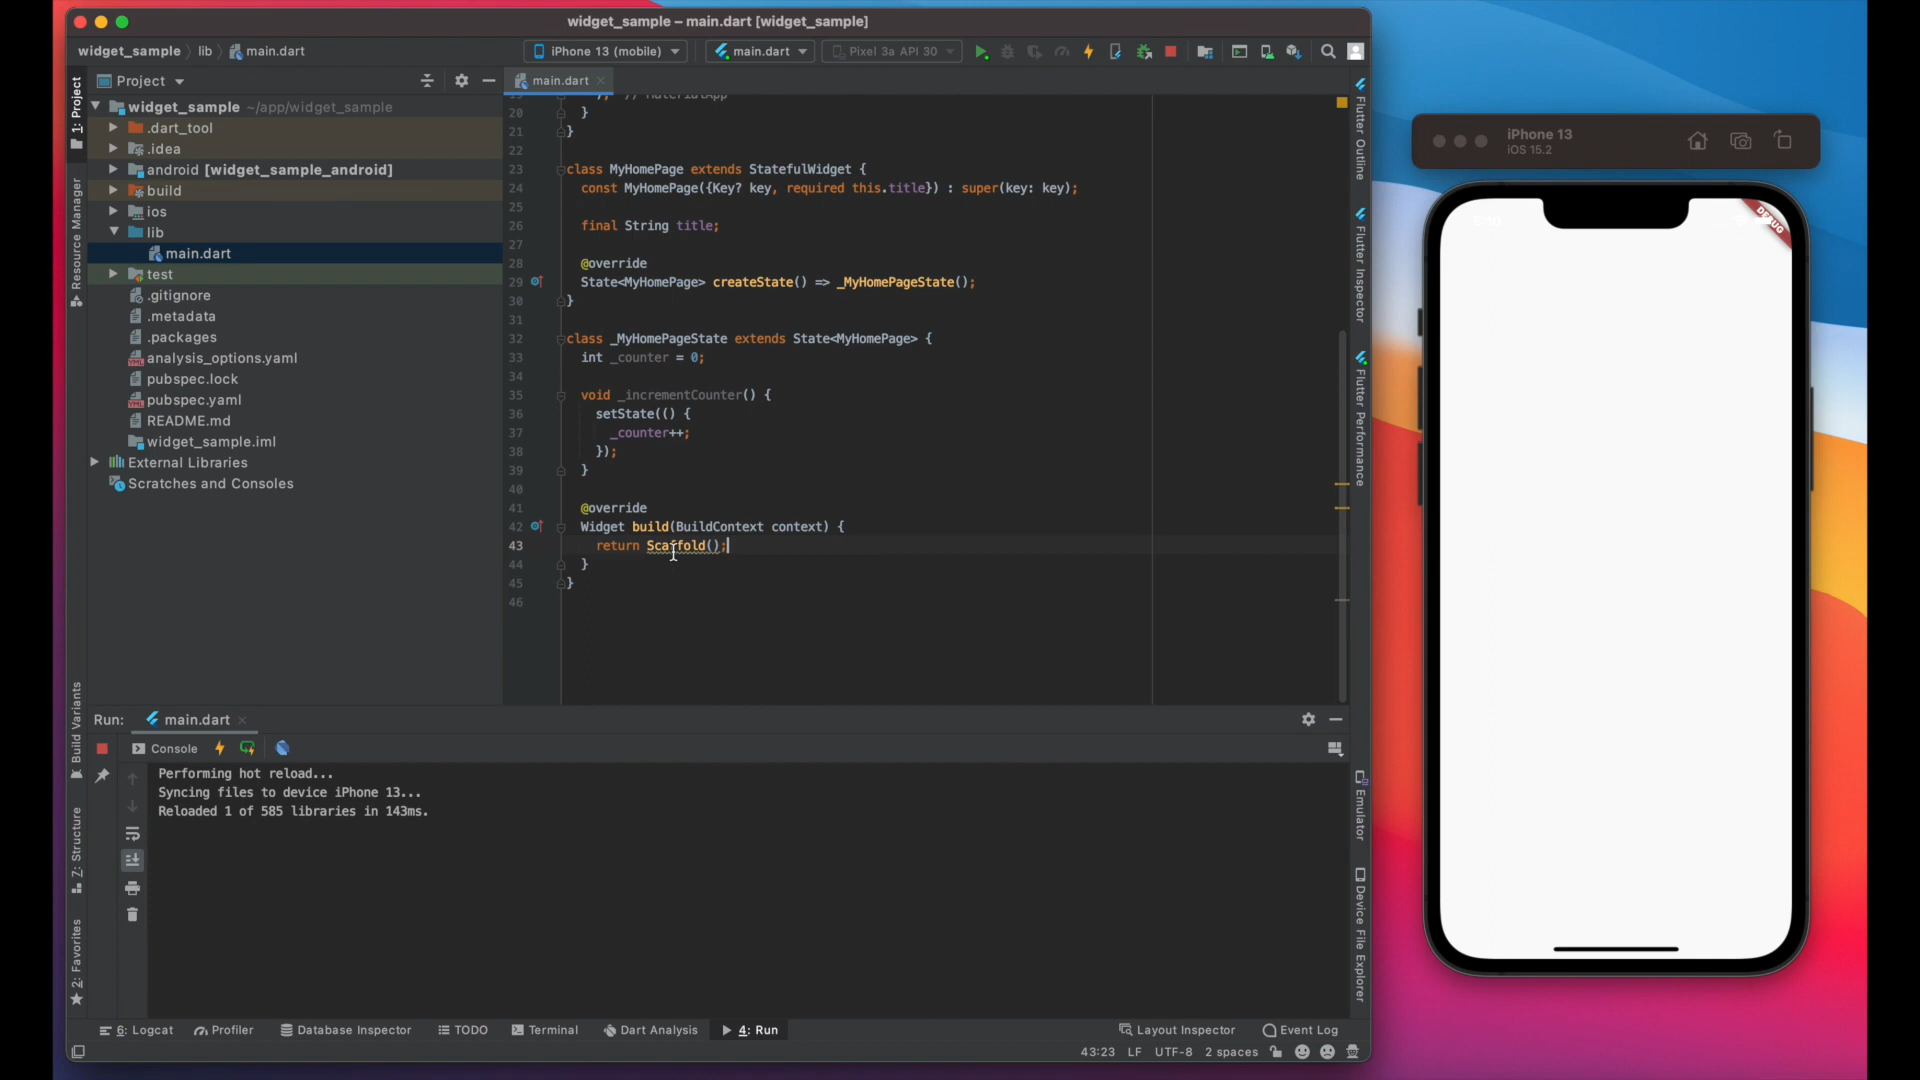 widget_sample – main.dart [widget_sample]
widget_sample lib main.dart
iPhone 13 (mobile) main.dart Pixel 3a API 30
1: Project
Resource Manager
Build Variants
7: Structure
2: Favorites
Project
widget_sample ~/app/widget_sample
.dart_tool
.idea
android [widget_sample_android]
build
ios
lib
main.dart
test
.gitignore
.metadata
.packages
analysis_options.yaml
pubspec.lock
pubspec.yaml
README.md
widget_sample.iml
External Libraries
Scratches and Consoles
main.dart
19 ); // MaterialApp
20 }
21 }
22
23 class MyHomePage extends StatefulWidget {
24 const MyHomePage({Key? key, required this.title}) : super(key: key);
25
26 final String title;
27
28 @override
29 State<MyHomePage> createState() => _MyHomePageState();
30 }
31
32 class _MyHomePageState extends State<MyHomePage> {
33 int _counter = 0;
34
35 void _incrementCounter() {
36 setState(() {
37 _counter++;
38 });
39 }
40
41 @override
42 Widget build(BuildContext context) {
43 return Scaffold();
44 }
45 }
46
Flutter Outline
Flutter Inspector
Flutter Performance
Emulator
Device File Explorer
Run: main.dart
Console
Performing hot reload...
Syncing files to device iPhone 13...
Reloaded 1 of 585 libraries in 143ms.
6: Logcat Profiler Database Inspector TODO Terminal Dart Analysis 4: Run Layout Inspector Event Log
43:23 LF UTF-8 2 spaces
iPhone 13
iOS 15.2
DEBUG